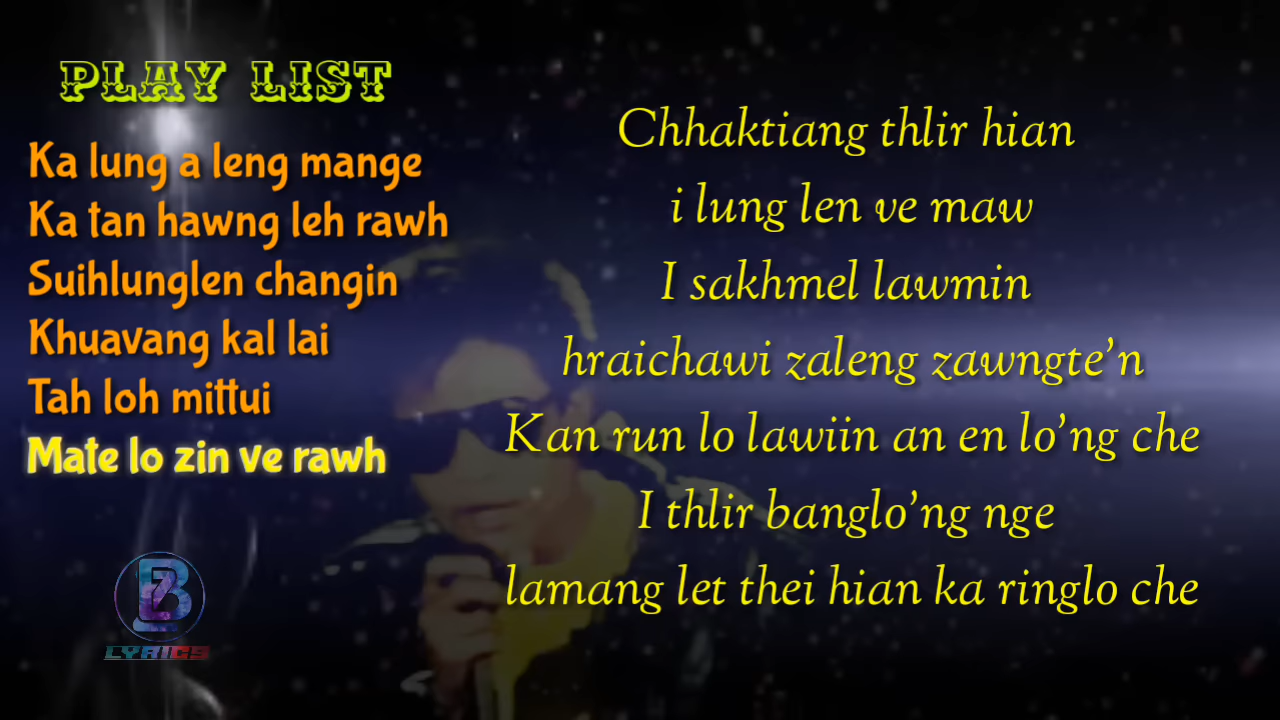 PLAY LIST
Ka lung a leng mange
Ka tan hawng leh rawh
Suihlunglen changin
Khuavang kal lai
Tah loh mittui
Mate lo zin ve rawh
BZ
LYRICS
Chhaktiang thlir hian
i lung len ve maw
I sakhmel lawmin
hraichawi zaleng zawngte’n
Kan run lo lawiin an en lo’ng che
I thlir banglo’ng nge
lamang let thei hian ka ringlo che